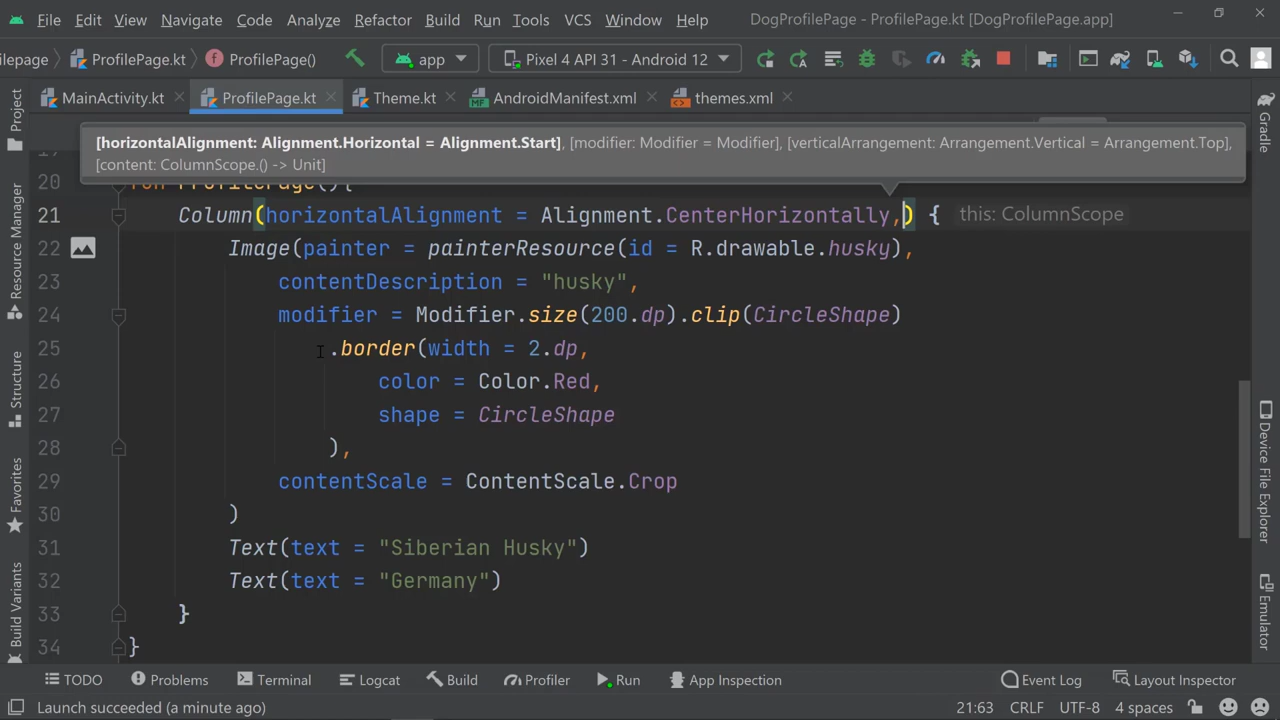 File Edit View Navigate Code Analyze Refactor Build Run Tools VCS Window Help DogProfilePage - ProfilePage.kt [DogProfilePage.app]
ilepage ProfilePage.kt ProfilePage() app Pixel 4 API 31 - Android 12
MainActivity.kt ProfilePage.kt Theme.kt AndroidManifest.xml themes.xml
[horizontalAlignment: Alignment.Horizontal = Alignment.Start], [modifier: Modifier = Modifier], [verticalArrangement: Arrangement.Vertical = Arrangement.Top],
[content: ColumnScope.() -> Unit]
20 fun ProfilePage(){
21 Column(horizontalAlignment = Alignment.CenterHorizontally,) { this: ColumnScope
22 Image(painter = painterResource(id = R.drawable.husky),
23 contentDescription = "husky",
24 modifier = Modifier.size(200.dp).clip(CircleShape)
25 .border(width = 2.dp,
26 color = Color.Red,
27 shape = CircleShape
28 ),
29 contentScale = ContentScale.Crop
30 )
31 Text(text = "Siberian Husky")
32 Text(text = "Germany")
33 }
34 }
Project
Resource Manager
Structure
Favorites
Build Variants
Gradle
Device File Explorer
Emulator
TODO Problems Terminal Logcat Build Profiler Run App Inspection Event Log Layout Inspector
Launch succeeded (a minute ago) 21:63 CRLF UTF-8 4 spaces